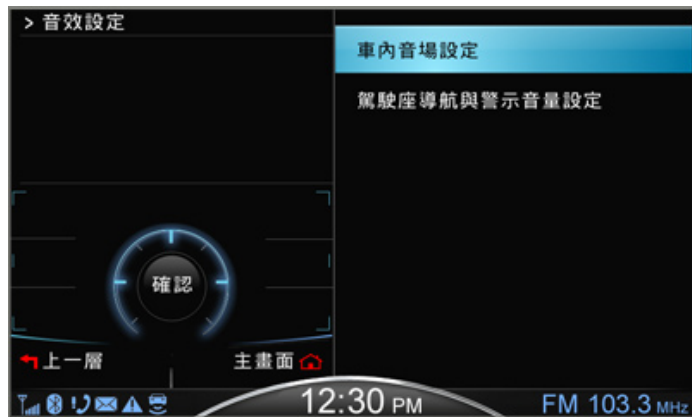 > 音效設定
車內音場設定
駕駛座導航與警示音量設定
確認
上一層
主畫面
12:30 PM
FM 103.3 MHz